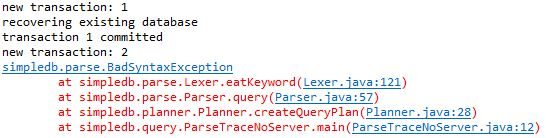 new transaction: 1
recovering existing database
transaction 1 committed
new transaction: 2
simpledb.parse.BadSyntaxException
at simpledb.parse.Lexer.eatKeyword(Lexer.java:121)
at simpledb.parse.Parser.query(Parser.java:57)
at simpledb.planner.Planner.createQueryPlan(Planner.java:28)
at simpledb.query.ParseTraceNoServer.main(ParseTraceNoServer.java:12)